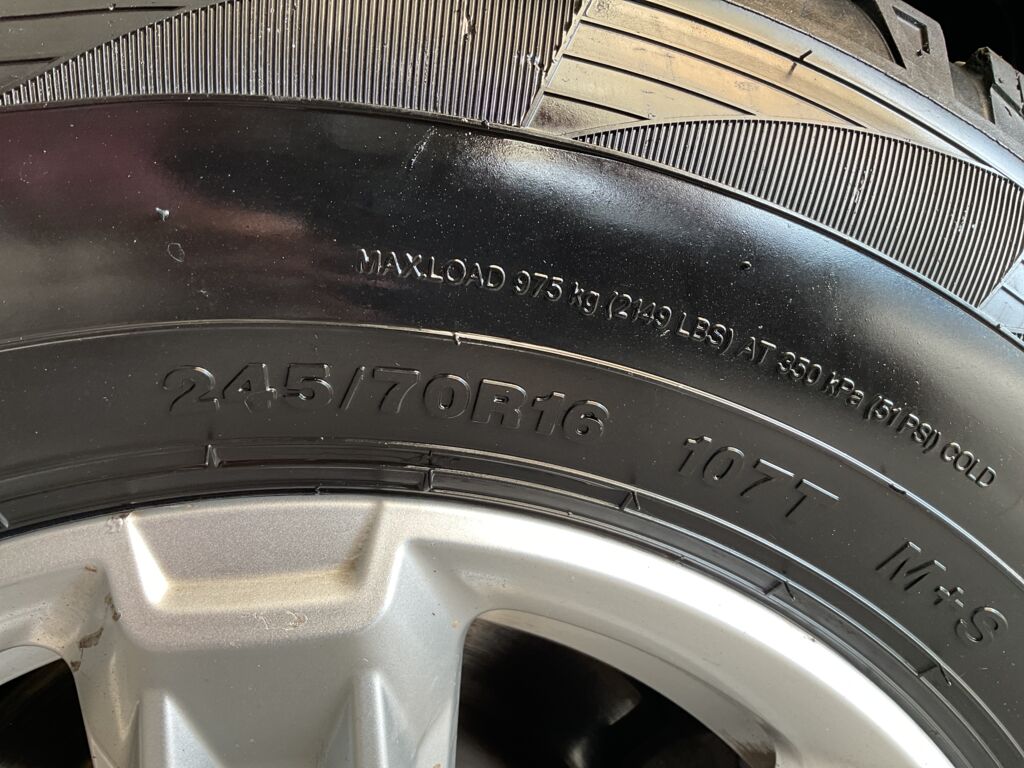 MAX.LOAD 975 kg (2149 LBS) AT 350 kPa (51 PSI) COLD
245/70R16 107T M+S